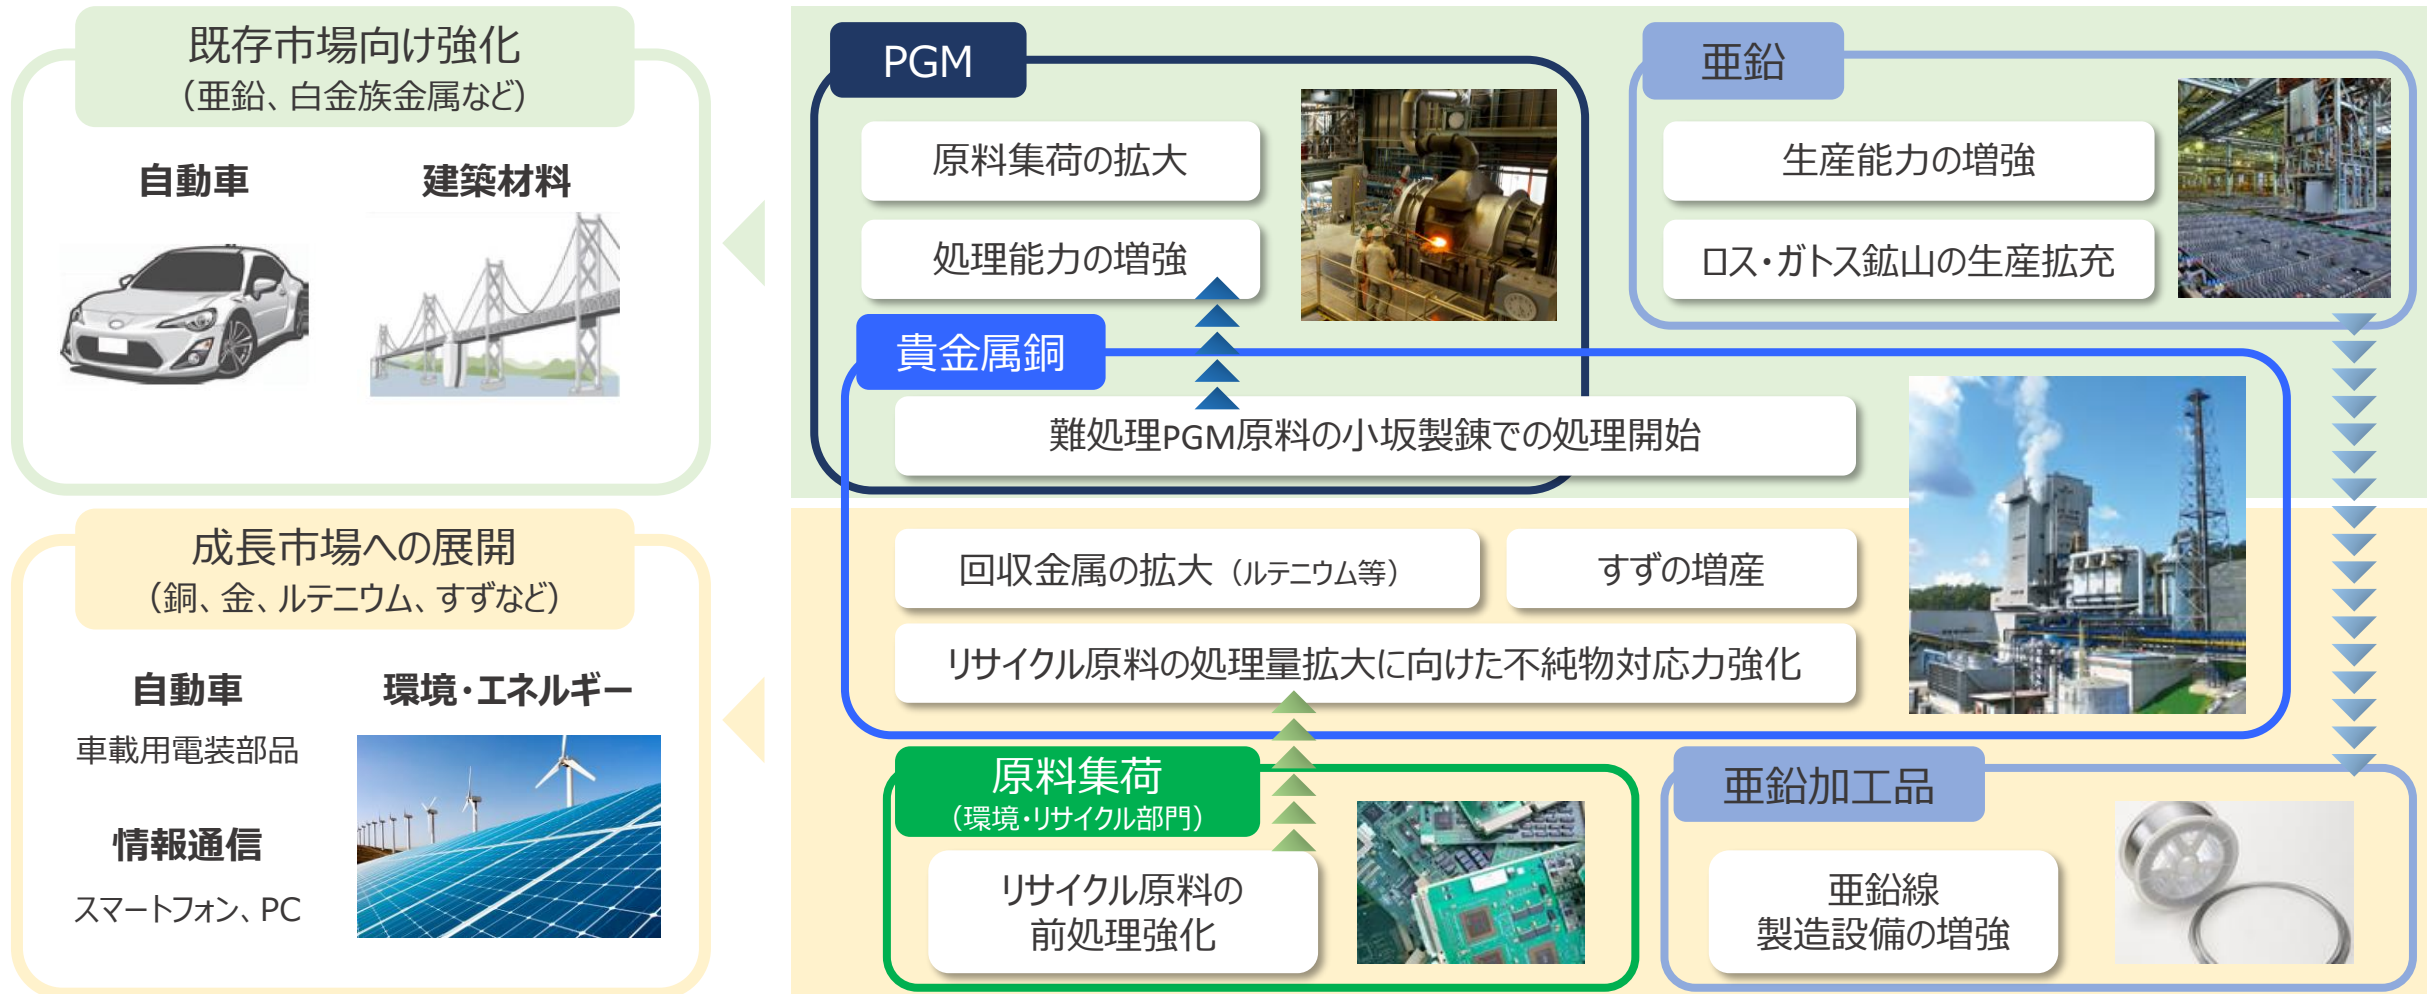 既存市場向け強化
（亜鉛、白金族金属など）
自動車
建築材料
成長市場への展開
（銅、金、ルテニウム、すずなど）
自動車
車載用電装部品
環境・エネルギー
情報通信
スマートフォン、PC
PGM
原料集荷の拡大
処理能力の増強
亜鉛
生産能力の増強
ロス・ガトス鉱山の生産拡充
貴金属銅
難処理PGM原料の小坂製錬での処理開始
回収金属の拡大（ルテニウム等）
すずの増産
リサイクル原料の処理量拡大に向けた不純物対応力強化
原料集荷
（環境・リサイクル部門）
リサイクル原料の
前処理強化
亜鉛加工品
亜鉛線
製造設備の増強